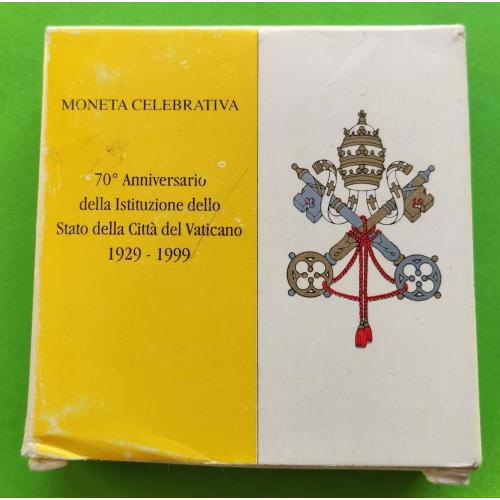 MONETA CELEBRATIVA
70° Anniversario
della Istituzione dello
Stato della Città del Vaticano
1929 - 1999